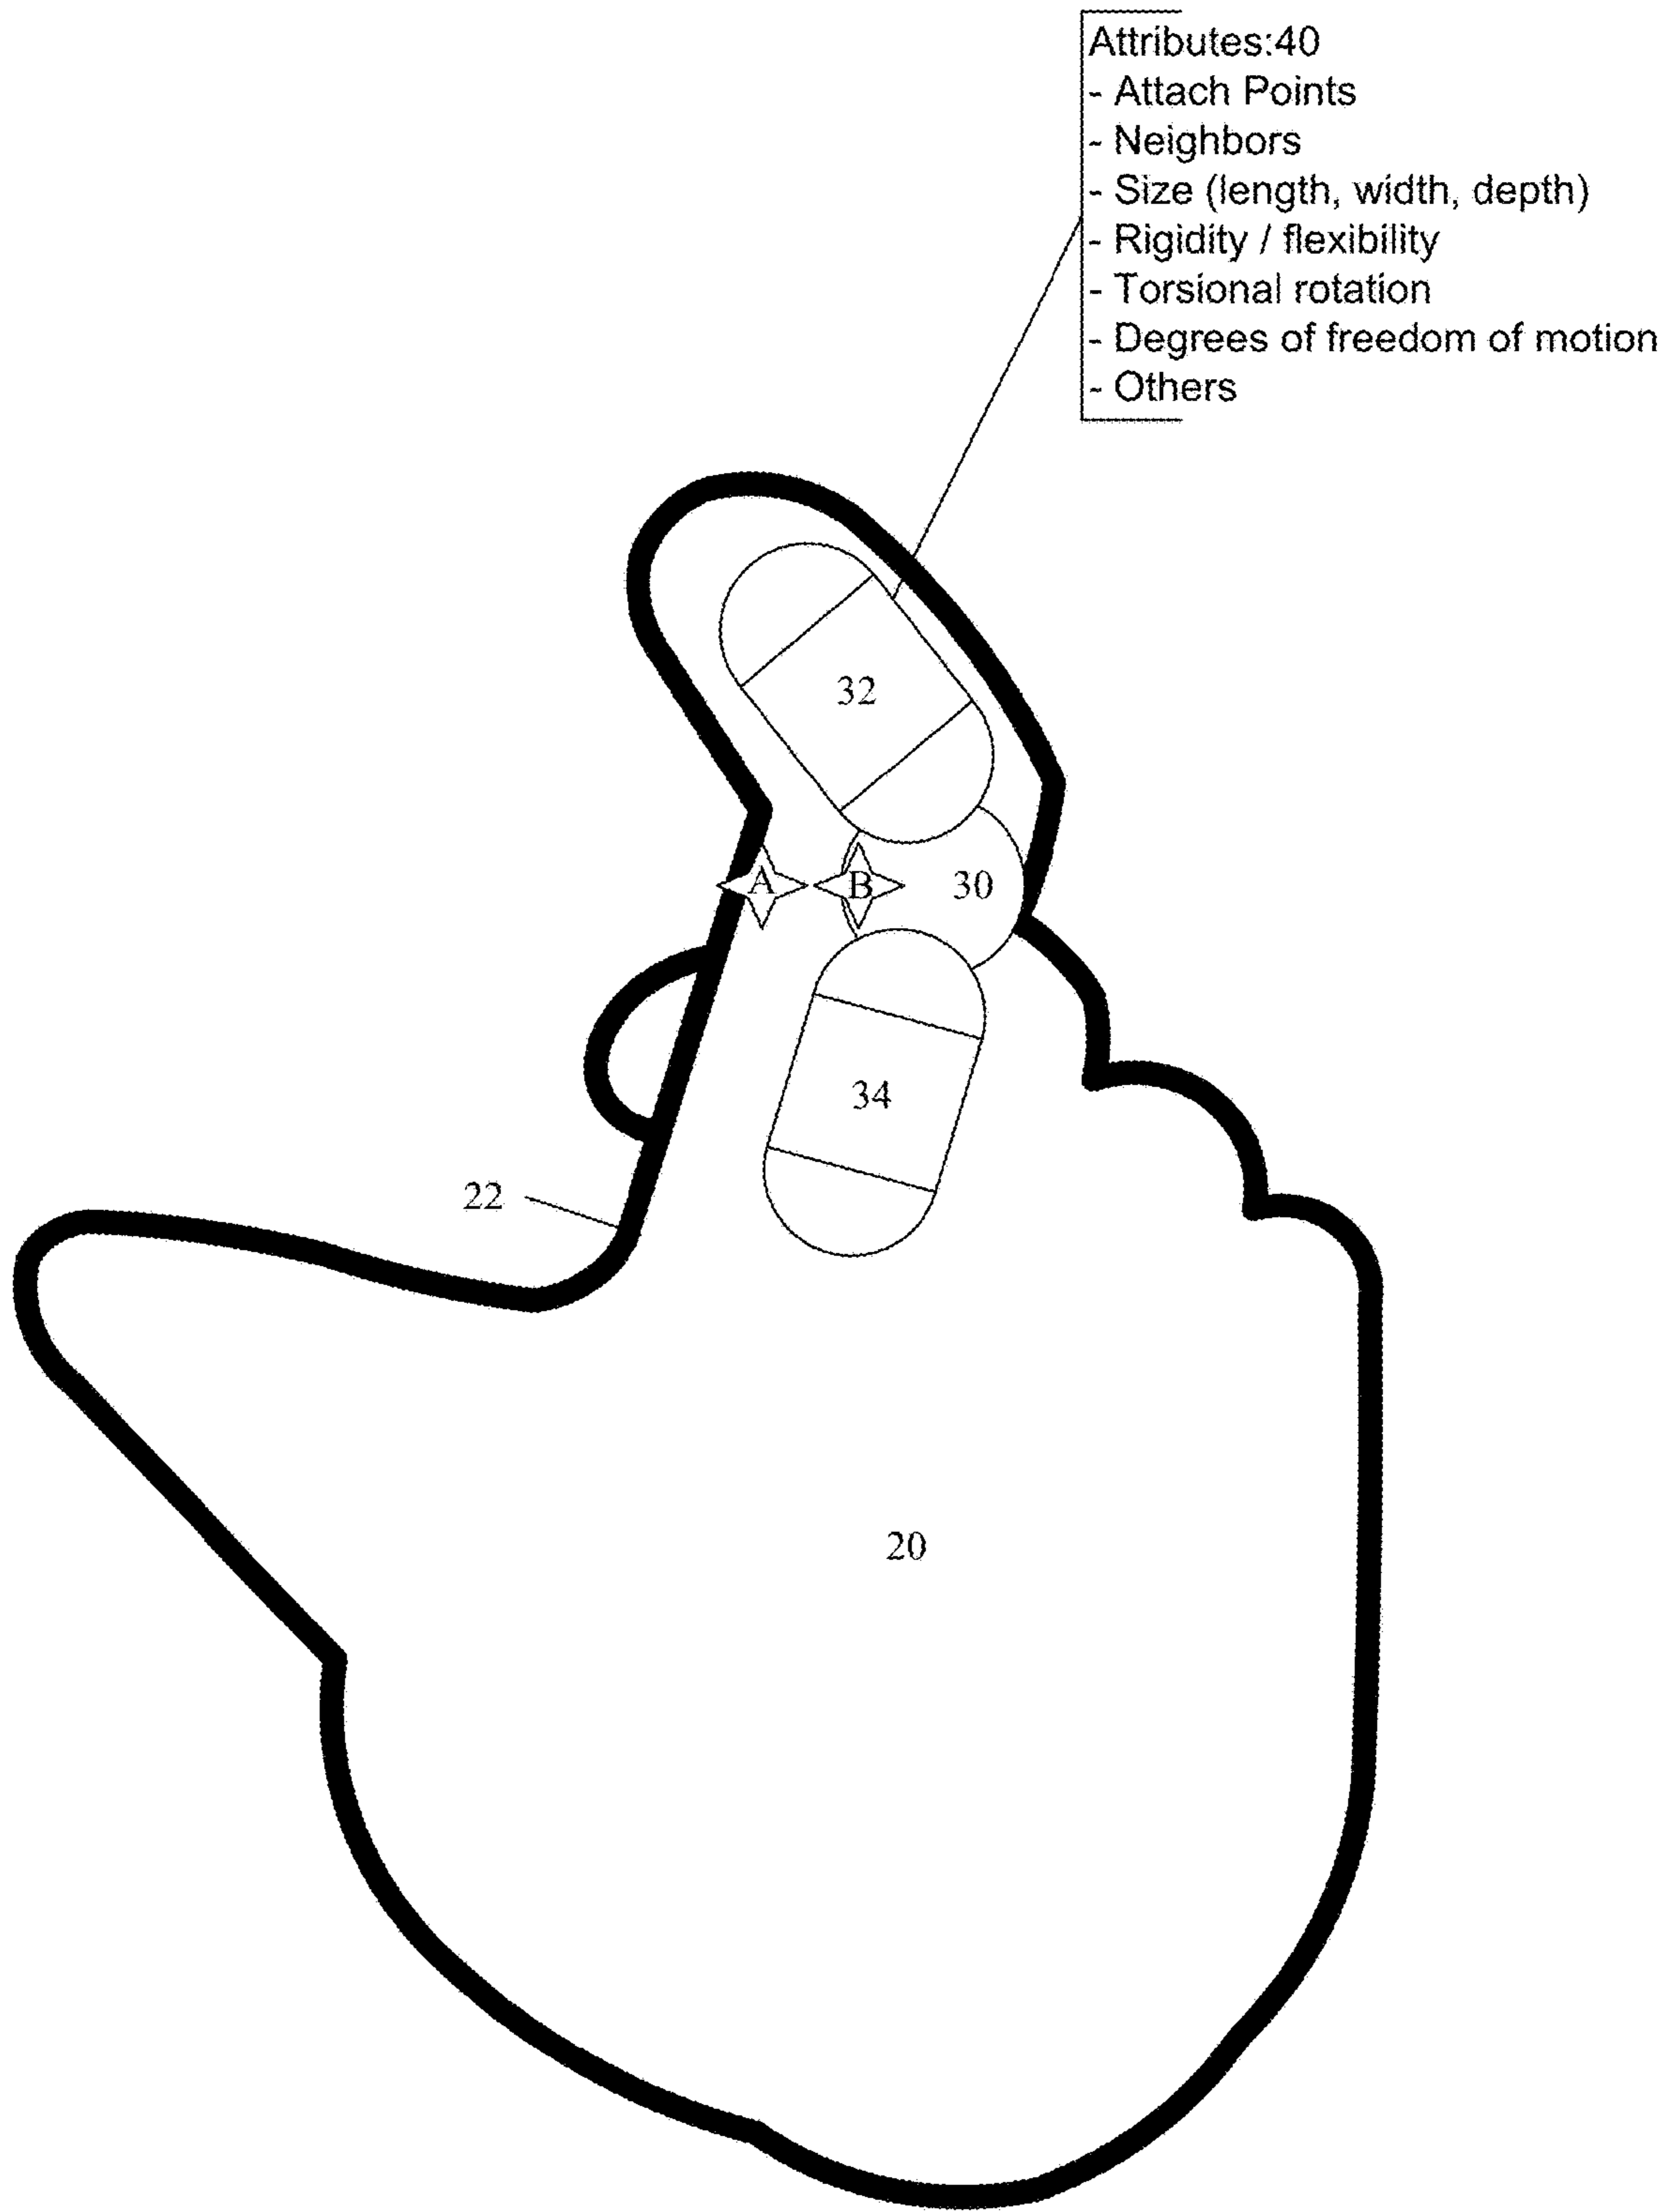 Attributes:40
- Attach Points
- Neighbors
- Size (length, width, depth)
- Rigidity / flexibility
- Torsional rotation
- Degrees of freedom of motion
- Others
32
A B 30
34
22
20